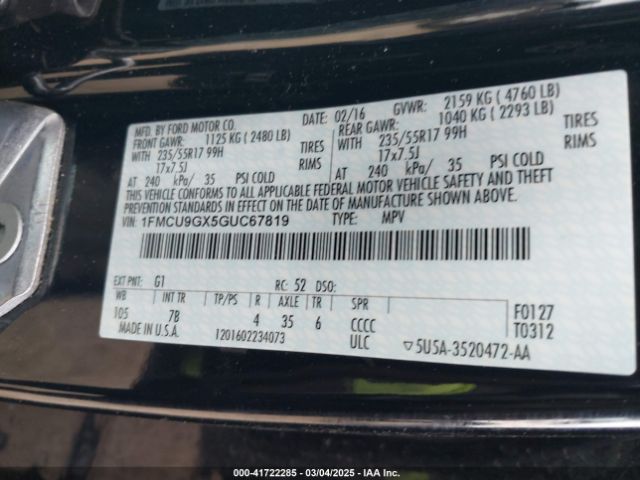 MFD. BY FORD MOTOR CO.
DATE: 02/16 GVWR: 2159 KG ( 4760 LB)
FRONT GAWR: 1125 KG ( 2480 LB)
REAR GAWR: 1040 KG ( 2293 LB)
WITH 235/55R17 99H TIRES
WITH 235/55R17 99H TIRES
17x7.5J RIMS
17x7.5J RIMS
AT 240 kPa/ 35 PSI COLD
AT 240 kPa/ 35 PSI COLD
THIS VEHICLE CONFORMS TO ALL APPLICABLE FEDERAL MOTOR VEHICLE SAFETY AND THEFT
PREVENTION STANDARDS IN EFFECT ON THE DATE OF MANUFACTURE SHOWN ABOVE.
VIN: 1FMCU9GX5GUC67819 TYPE: MPV
EXT PNT: G1 RC: 52 DSO:
WB INT TR TP/PS R AXLE TR SPR F0127
105 7B 4 35 6 CCCC T0312
MADE IN U.S.A. 1201602234073 ULC ▽5U5A-3520472-AA
000-41722285 - 03/04/2025 - IAA Inc.